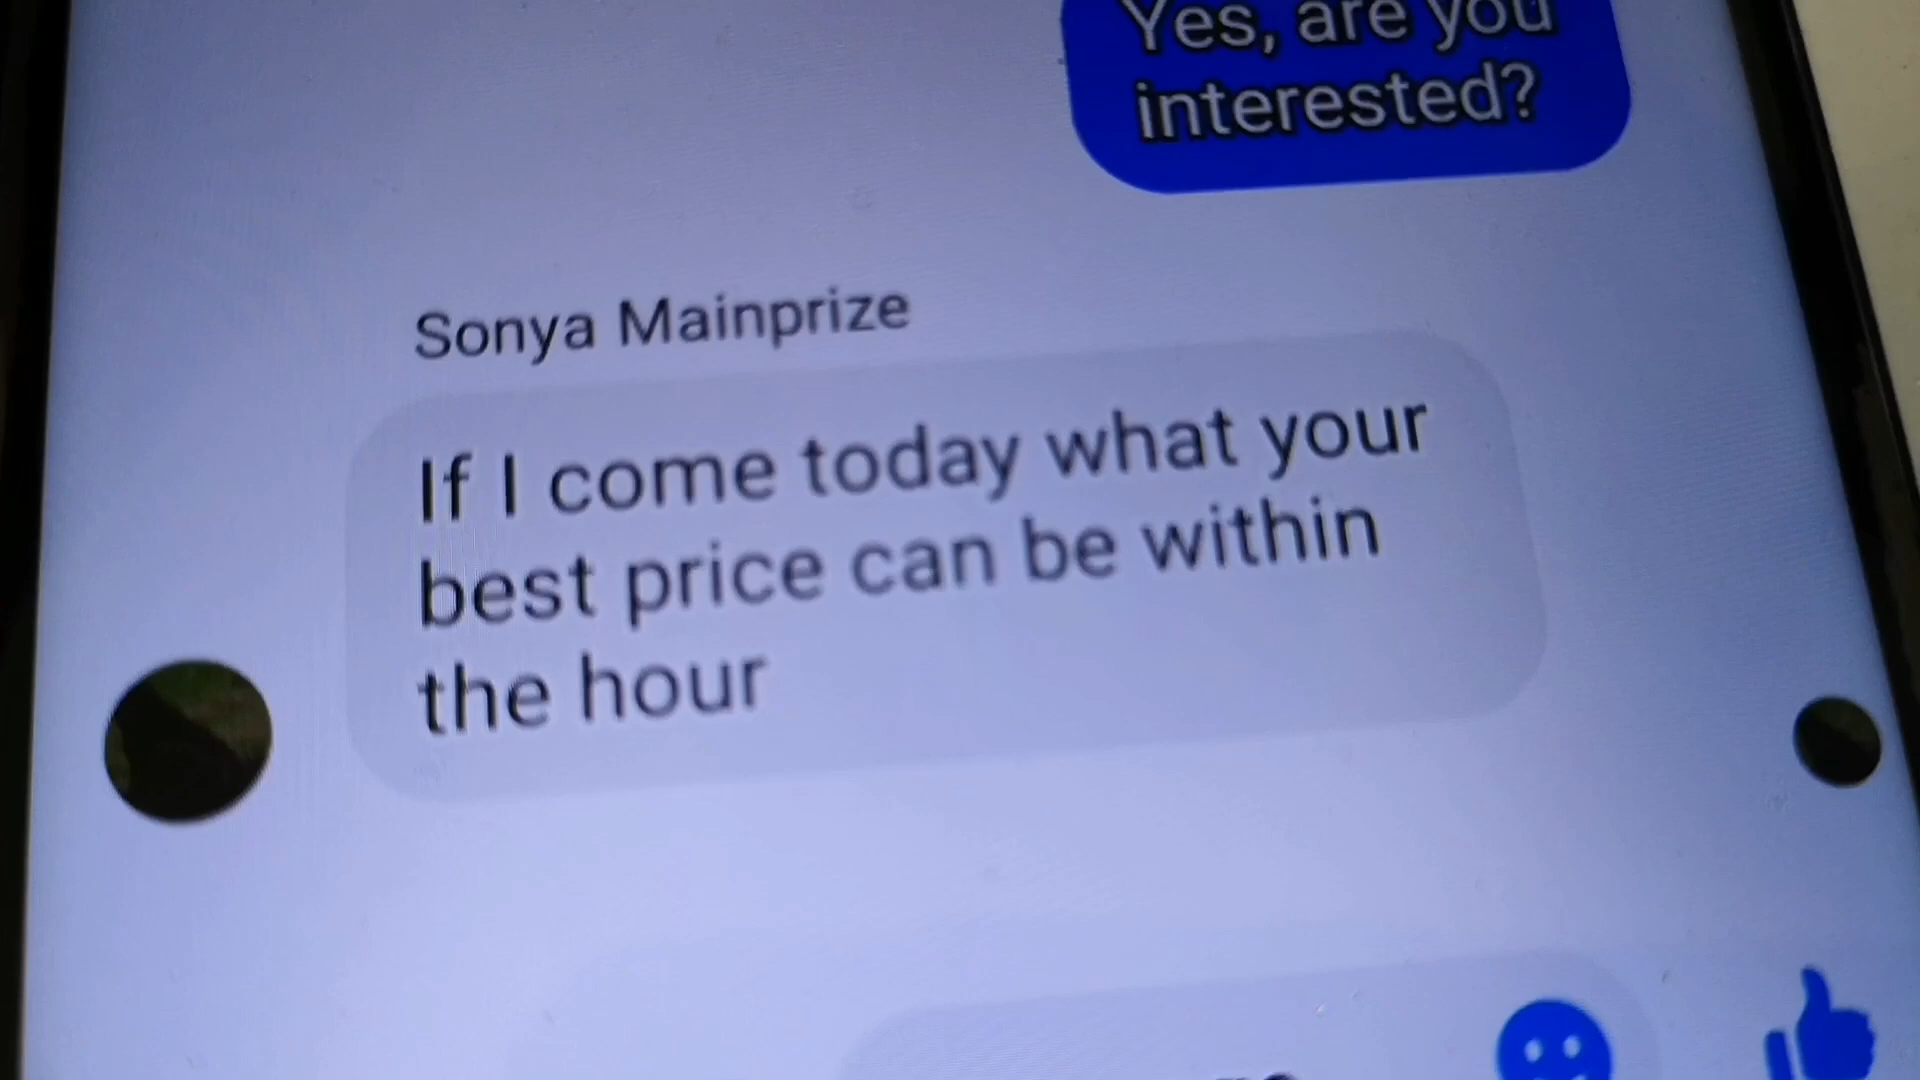 Yes, are you
interested?
Sonya Mainprize
If I come today what your
best price can be within
the hour